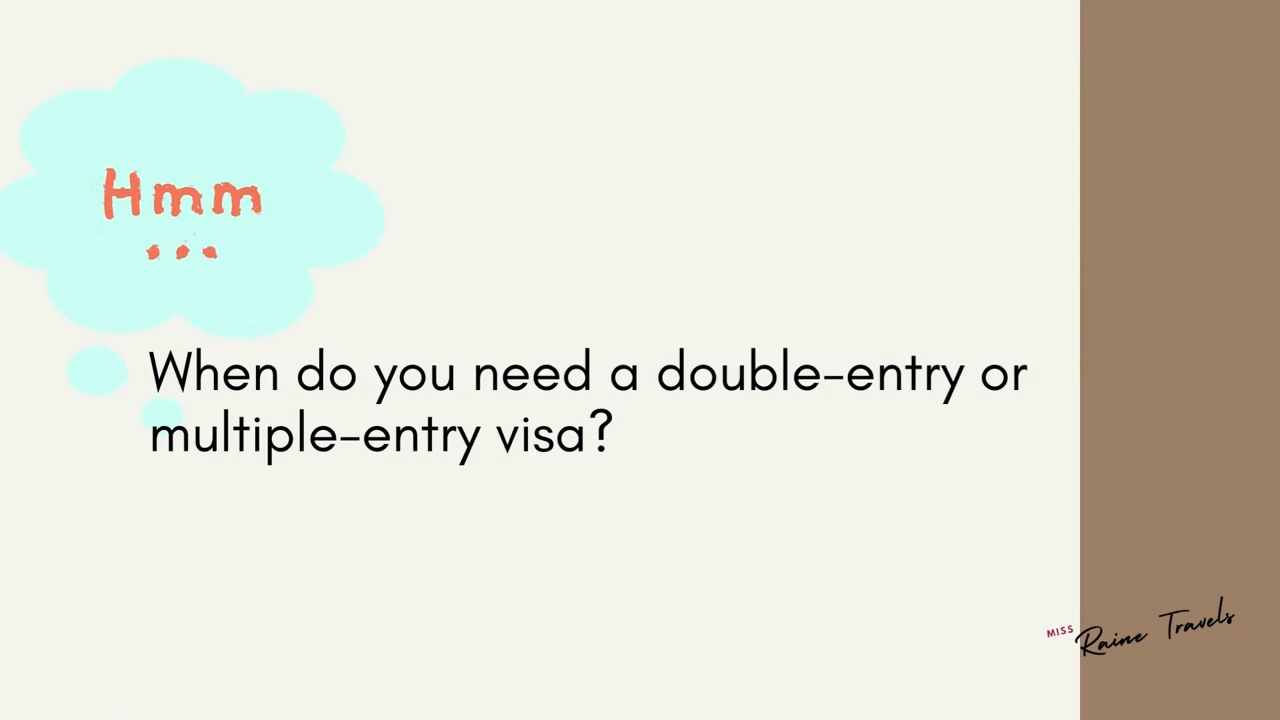 Hmm
...
When do you need a double-entry or
multiple-entry visa?
MISS Raine Travels